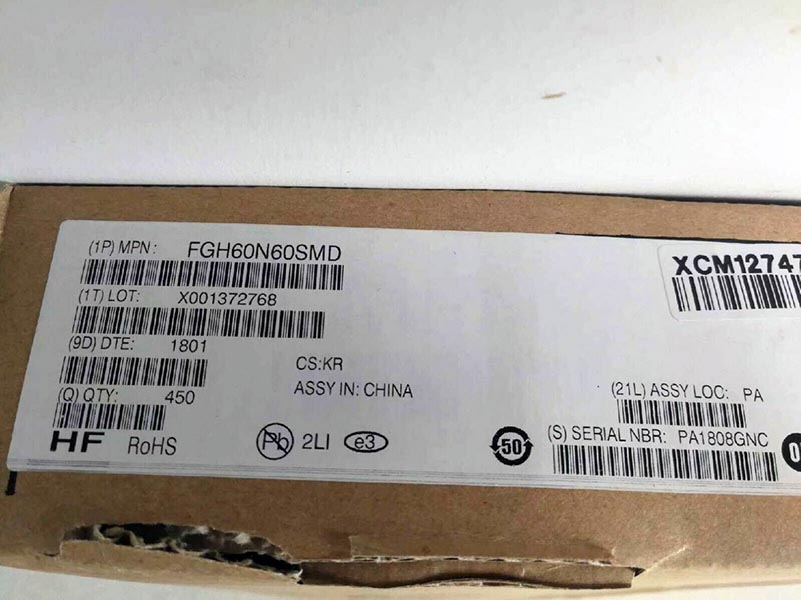 (1P) MPN: FGH60N60SMD
(1T) LOT: X001372768
(9D) DTE: 1801
(Q) QTY: 450
HF RoHS
CS:KR
ASSY IN: CHINA
Pb 2LI e3
50
XCM12747
(21L) ASSY LOC: PA
(S) SERIAL NBR: PA1808GNC